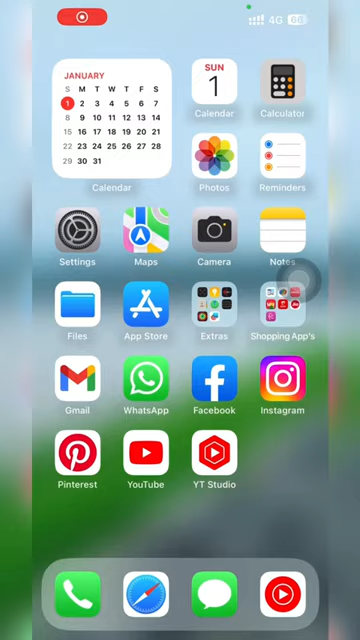 4G 66
JANUARY
S M T W T F S
1 2 3 4 5 6 7
8 9 10 11 12 13 14
15 16 17 18 19 20 21
22 23 24 25 26 27 28
29 30 31
Calendar
SUN
1
Calendar
Calculator
Photos
Reminders
Settings
Maps
Camera
Notes
Files
App Store
Extras
Shopping App's
Gmail
WhatsApp
Facebook
Instagram
Pinterest
YouTube
YT Studio